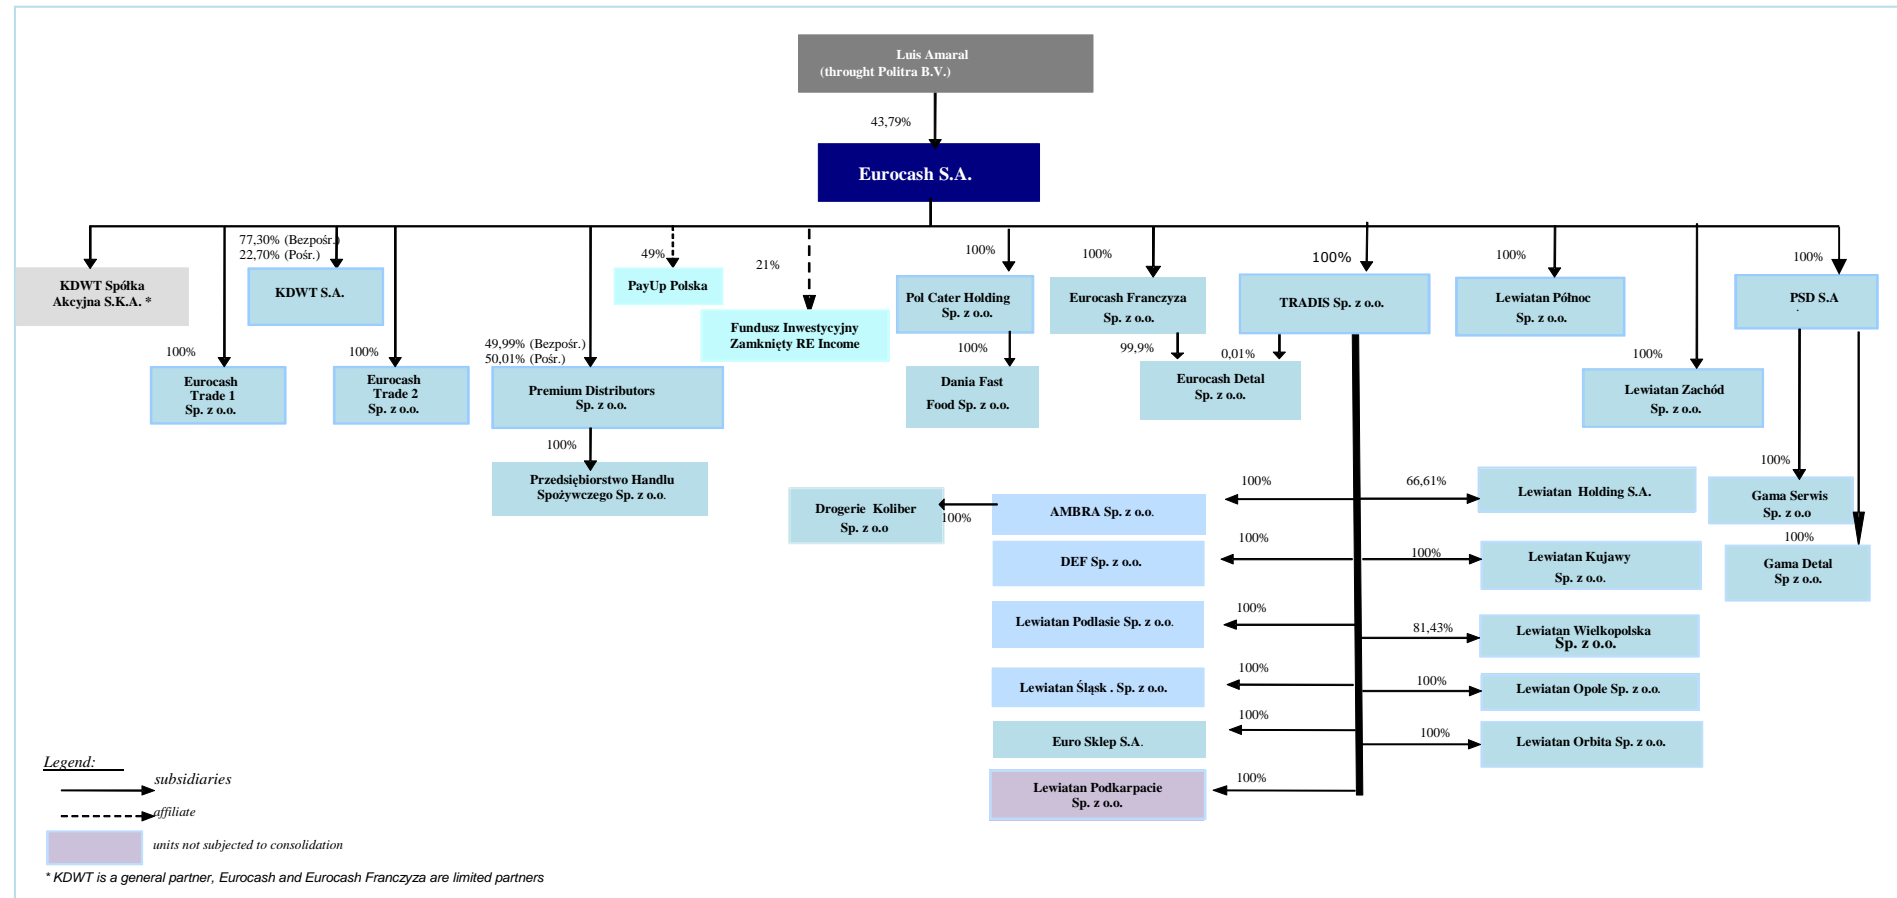 Luis Amaral
(throught Politra B.V.)
43,79%
Eurocash S.A.
77,30% (Bezpośr.)
22,70% (Pośr.)
49%
21%
100%
100%
100%
100%
100%
KDWT Spółka
Akcyjna S.K.A. *
KDWT S.A.
PayUp Polska
Fundusz Inwestycyjny
Zamknięty RE Income
Pol Cater Holding
Sp. z o.o.
Eurocash Franczyza
Sp. z o.o.
TRADIS Sp. z o.o.
Lewiatan Północ
Sp. z o.o.
PSD S.A
.
100%
100%
49,99% (Bezpośr.)
50,01% (Pośr.)
100%
99,9%
0,01%
100%
Eurocash
Trade 1
Sp. z o.o.
Eurocash
Trade 2
Sp. z o.o.
Premium Distributors
Sp. z o.o.
Dania Fast
Food Sp. z o.o.
Eurocash Detal
Sp. z o.o.
Lewiatan Zachód
Sp. z o.o.
100%
Przedsiębiorstwo Handlu
Spożywczego Sp. z o.o.
Drogerie Koliber
Sp. z o.o
100%
AMBRA Sp. z o.o.
100%
66,61%
Lewiatan Holding S.A.
100%
Gama Serwis
Sp. z o.o
DEF Sp. z o.o.
100%
100%
Lewiatan Kujawy
Sp. z o.o.
100%
Gama Detal
Sp z o.o.
Lewiatan Podlasie Sp. z o.o.
100%
81,43%
Lewiatan Wielkopolska
Sp. z o.o.
Lewiatan Śląsk . Sp. z o.o.
100%
100%
Lewiatan Opole Sp. z o.o.
Euro Sklep S.A.
100%
100%
Lewiatan Orbita Sp. z o.o.
Lewiatan Podkarpacie
Sp. z o.o.
100%
Legend:
subsidiaries
affiliate
units not subjected to consolidation
* KDWT is a general partner, Eurocash and Eurocash Franczyza are limited partners